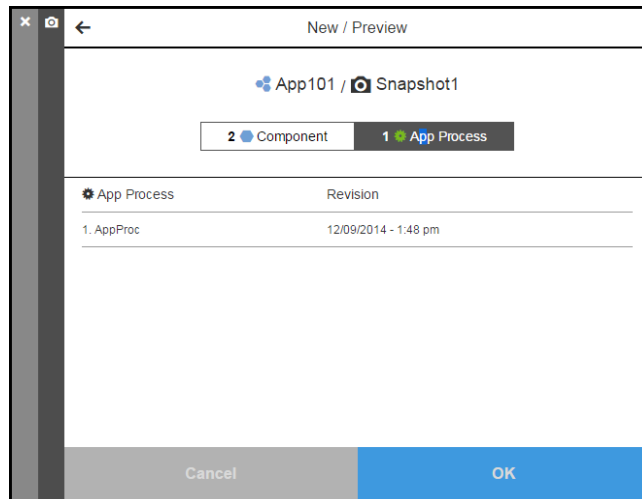 New / Preview
App101 / Snapshot1
2 Component 1 App Process
App Process Revision
1. AppProc 12/09/2014 - 1:48 pm
Cancel OK